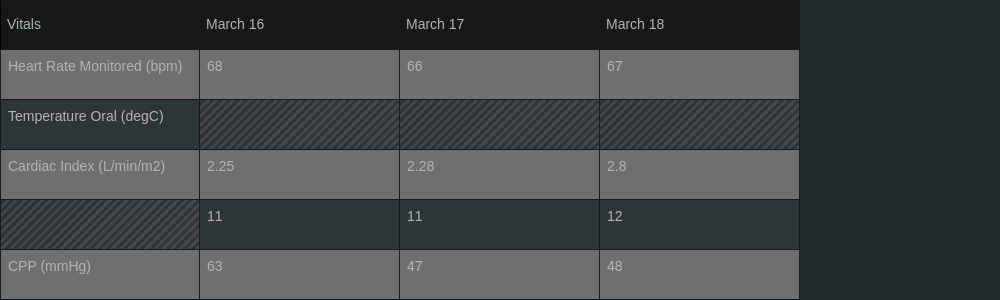 Vitals March 16 March 17 March 18
Heart Rate Monitored (bpm) 68 66 67
Temperature Oral (degC)
Cardiac Index (L/min/m2) 2.25 2.28 2.8
11 11 12
CPP (mmHg) 63 47 48